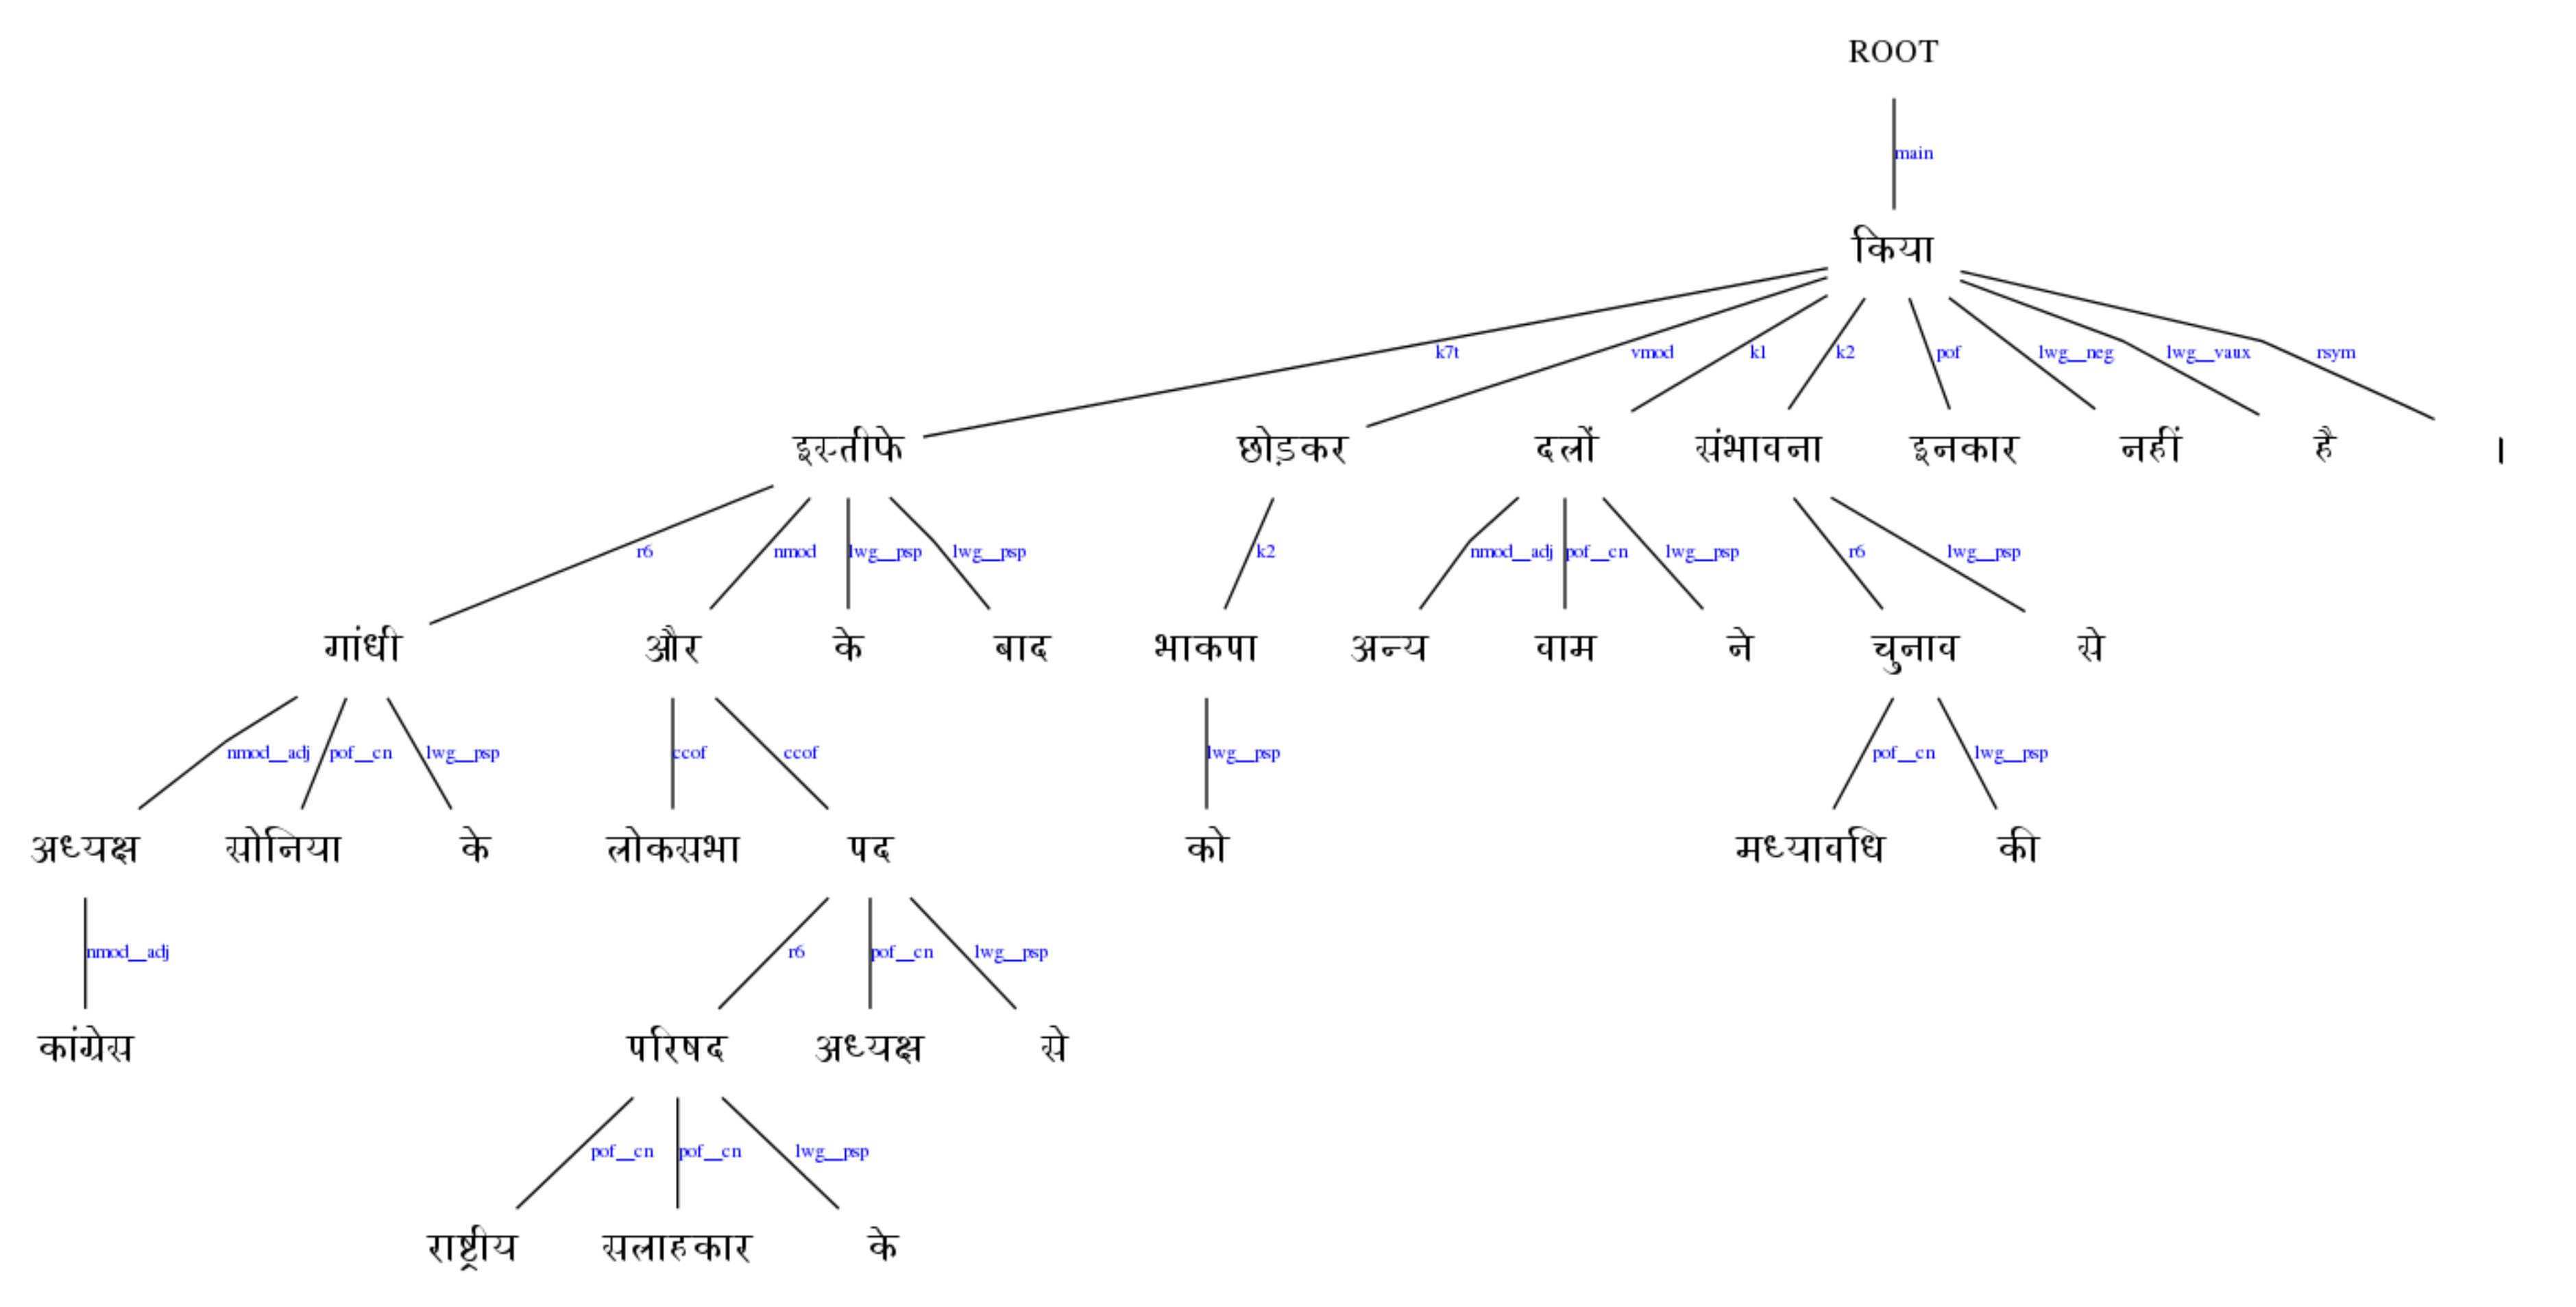 ROOT
main
किया
k7t vmod k1 k2 pof lwg__neg lwg__vaux rsym
इस्तीफे छोड़कर दलों संभावना इनकार नहीं है ।
r6 nmod lwg__psp lwg__psp k2 nmod__adj pof__cn lwg__psp r6 lwg__psp
गांधी और के बाद भाकपा अन्य वाम ने चुनाव से
nmod__adj pof__cn lwg__psp ccof ccof lwg__psp pof__cn lwg__psp
अध्यक्ष सोनिया के लोकसभा पद को मध्यावधि की
nmod__adj r6 pof__cn lwg__psp
कांग्रेस परिषद अध्यक्ष से
pof__cn pof__cn lwg__psp
राष्ट्रीय सलाहकार के